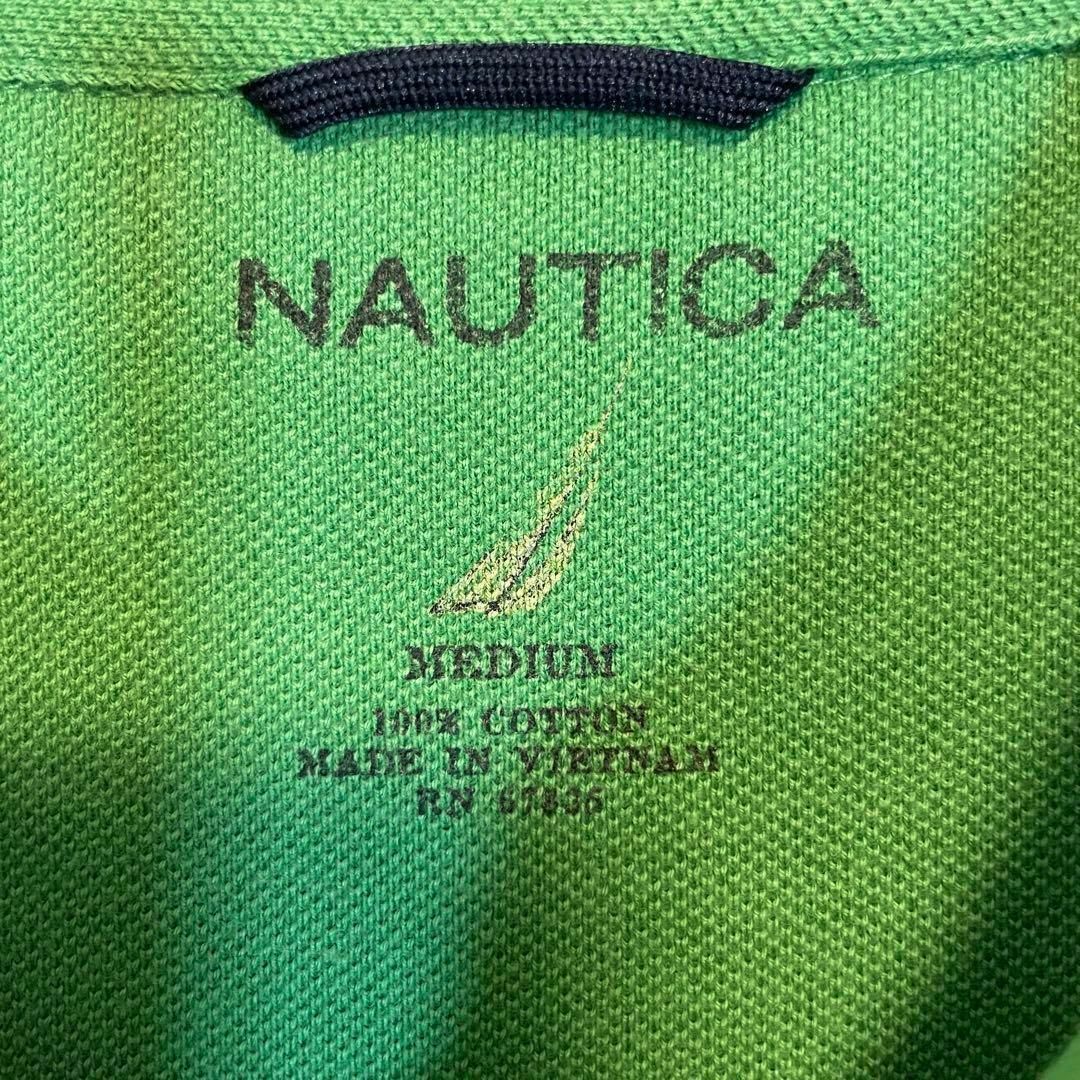 NAUTICA
MEDIUM
100% COTTON
MADE IN VIETNAM
RN